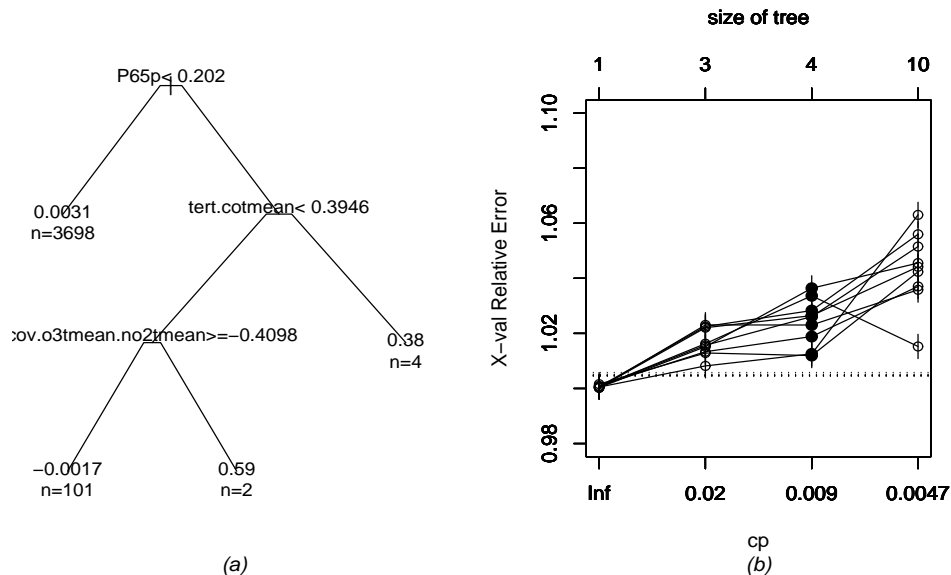 P65p< 0.202
0.0031
n=3698
tert.cotmean< 0.3946
cov.o3tmean.no2tmean>=−0.4098
0.38
n=4
−0.0017
n=101
0.59
n=2
(a)
size of tree
1 3 4 10
X−val Relative Error
1.10
1.06
1.02
0.98
Inf 0.02 0.009 0.0047
cp
(b)